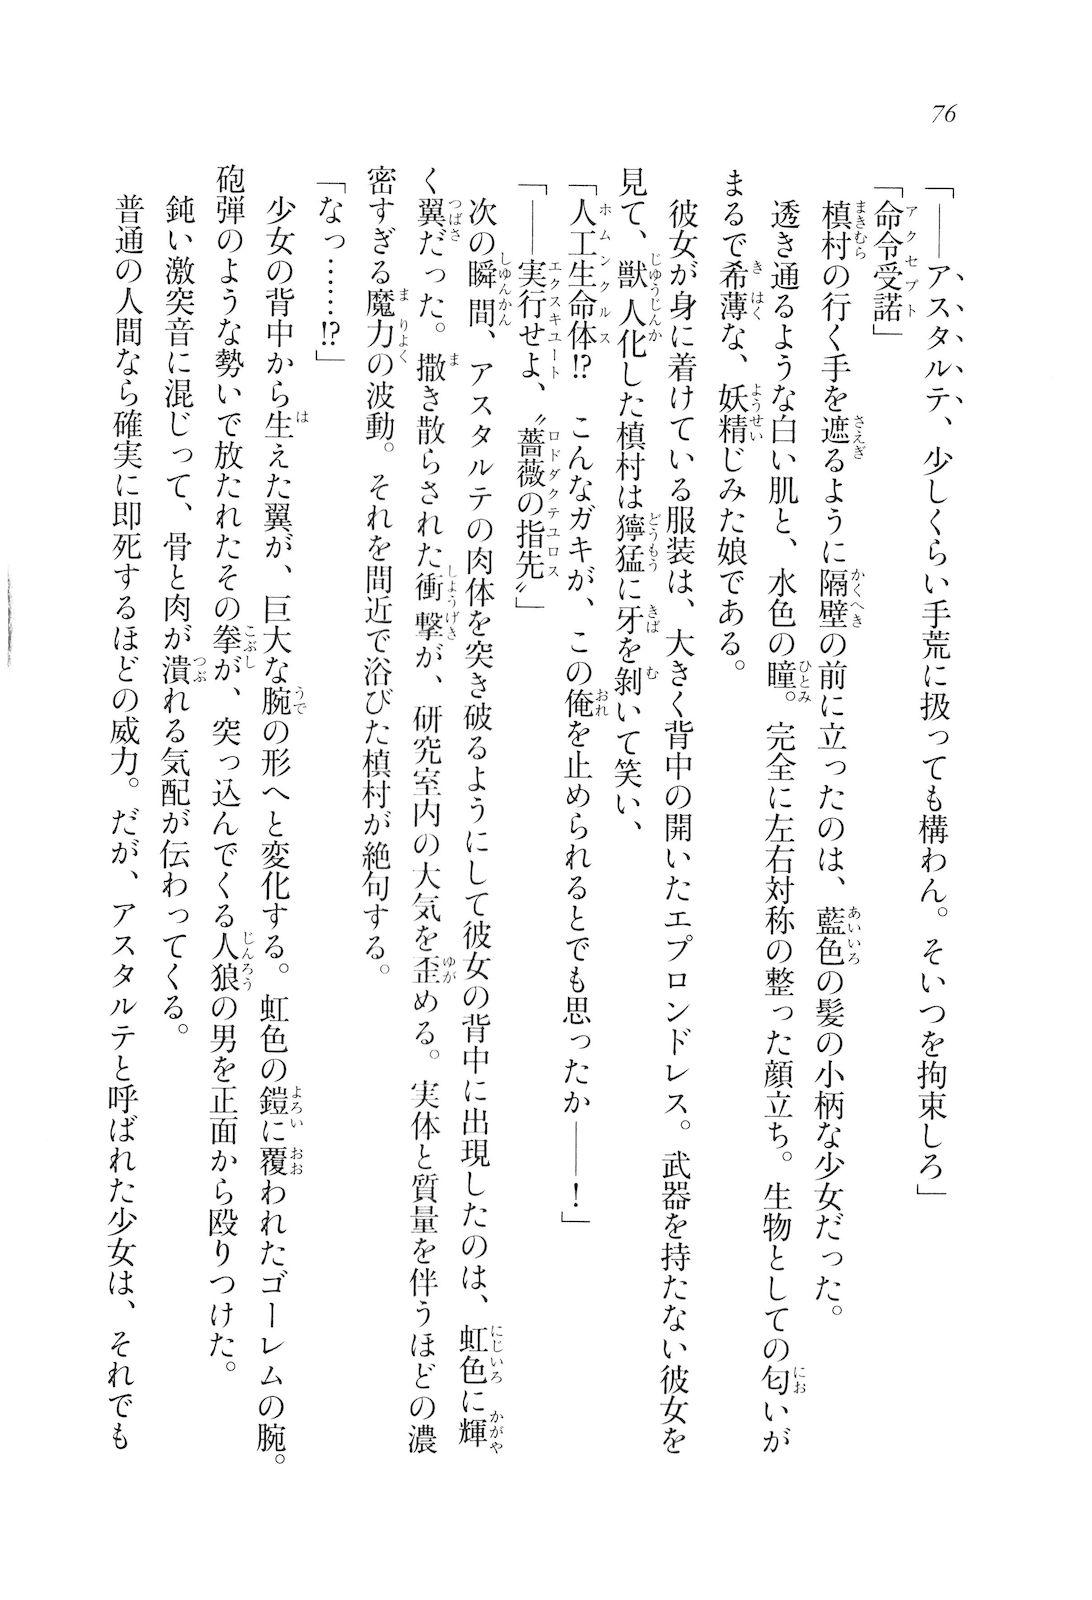 76
「――アスタルテ、少しくらい手荒に扱っても構わん。そいつを拘束しろ」
「命令受諾」
槙村の行く手を遮るように隔壁の前に立ったのは、藍色の髪の小柄な少女だった。
透き通るような白い肌と、水色の瞳。完全に左右対称の整った顔立ち。生物としての匂いが
まるで希薄な、妖精じみた娘である。
彼女が身に着けている服装は、大きく背中の開いたエプロンドレス。武器を持たない彼女を
見て、獣人化した槙村は獰猛に牙を剝いて笑い、
「人工生命体!? こんなガキが、この俺を止められるとでも思ったか――！」
「――実行せよ、〝薔薇の指先〟」
次の瞬間、アスタルテの肉体を突き破るようにして彼女の背中に出現したのは、虹色に輝
く翼だった。撒き散らされた衝撃が、研究室内の大気を歪める。実体と質量を伴うほどの濃
密すぎる魔力の波動。それを間近で浴びた槙村が絶句する。
「なっ……!?」
少女の背中から生えた翼が、巨大な腕の形へと変化する。虹色の鎧に覆われたゴーレムの腕。
砲弾のような勢いで放たれたその拳が、突っ込んでくる人狼の男を正面から殴りつけた。
鈍い激突音に混じって、骨と肉が潰れる気配が伝わってくる。
普通の人間なら確実に即死するほどの威力。だが、アスタルテと呼ばれた少女は、それでも